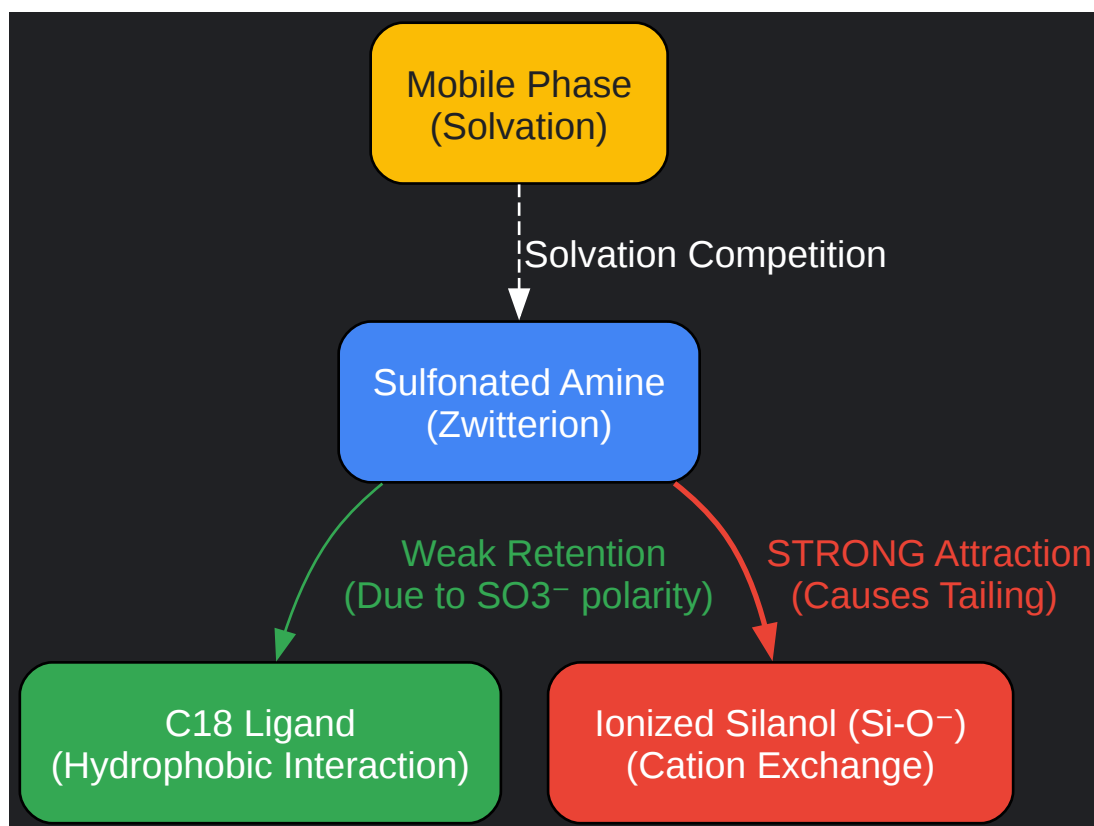 Mobile Phase
(Solvation)
Solvation Competition
Sulfonated Amine
(Zwitterion)
Weak Retention
(Due to SO3⁻ polarity)
STRONG Attraction
(Causes Tailing)
C18 Ligand
(Hydrophobic Interaction)
Ionized Silanol (Si-O⁻)
(Cation Exchange)